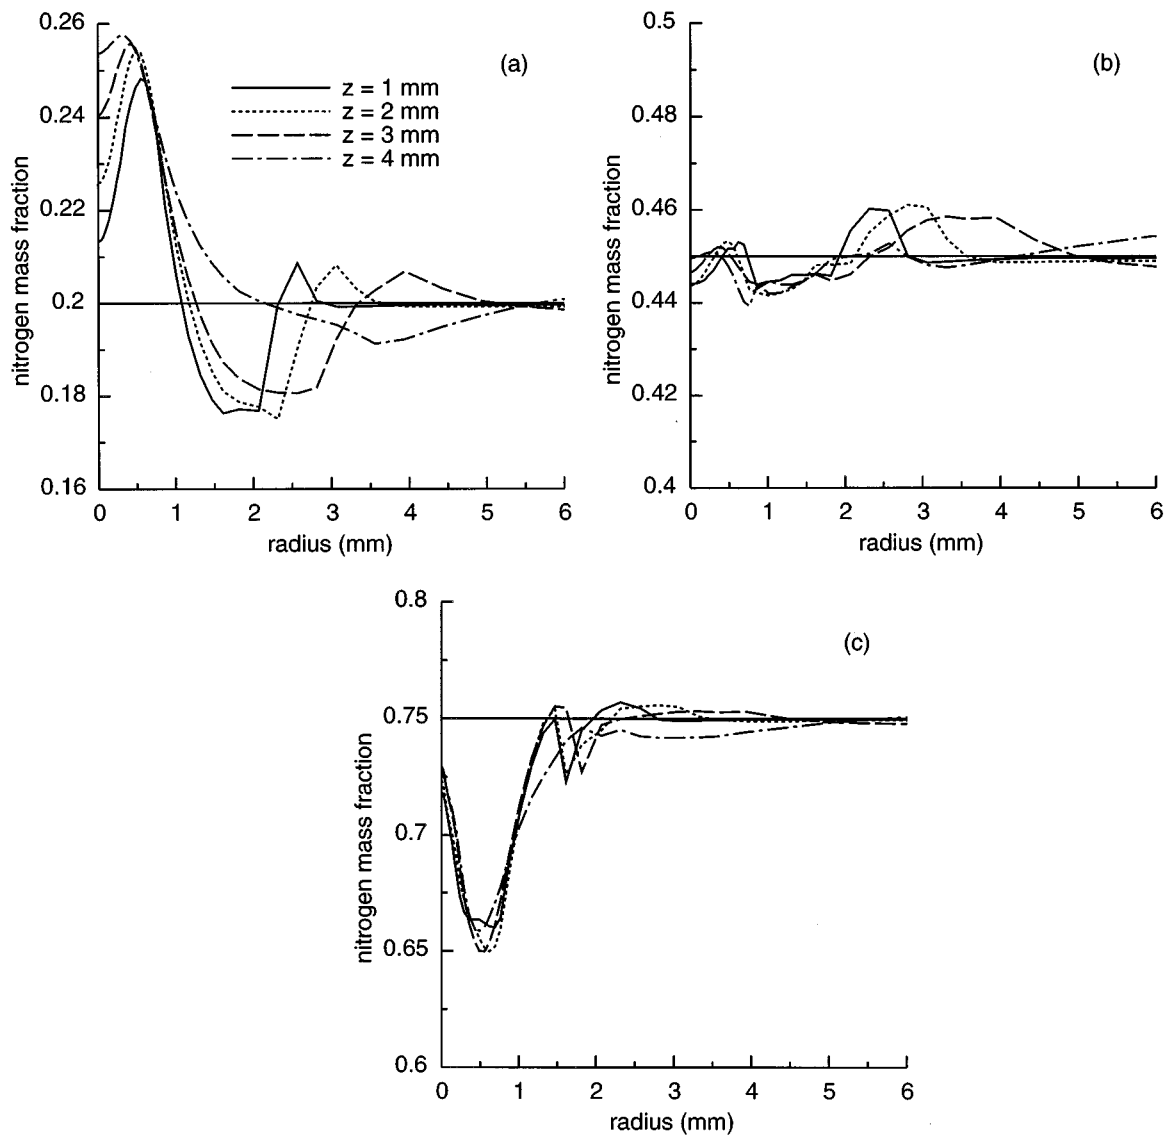 0.26
0.24
0.22
0.2
0.18
0.16
0
1
2
3
4
5
6
nitrogen mass fraction
radius (mm)
(a)
z = 1 mm
z = 2 mm
z = 3 mm
z = 4 mm
0.5
0.48
0.46
0.44
0.42
0.4
0
1
2
3
4
5
6
nitrogen mass fraction
radius (mm)
(b)
0.8
0.75
0.7
0.65
0.6
0
1
2
3
4
5
6
nitrogen mass fraction
radius (mm)
(c)